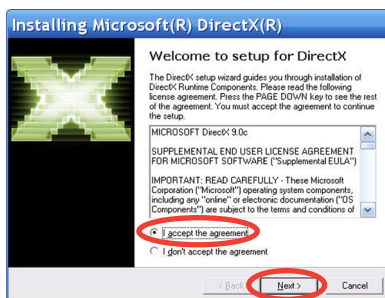 Installing Microsoft(R) DirectX(R)
Welcome to setup for DirectX
The DirectX setup wizard guides you through installation of
DirectX Runtime Components. Please read the following
license agreement. Press the PAGE DOWN key to see the rest
of the agreement. You must accept the agreement to continue
the setup.
MICROSOFT DirectX 9.0c
SUPPLEMENTAL END USER LICENSE AGREEMENT
FOR MICROSOFT SOFTWARE ("Supplemental EULA")
IMPORTANT: READ CAREFULLY - These Microsoft
Corporation ("Microsoft") operating system components,
including any "online" or electronic documentation ("OS
Components") are subject to the terms and conditions of
I accept the agreement
I don't accept the agreement
< Back Next > Cancel